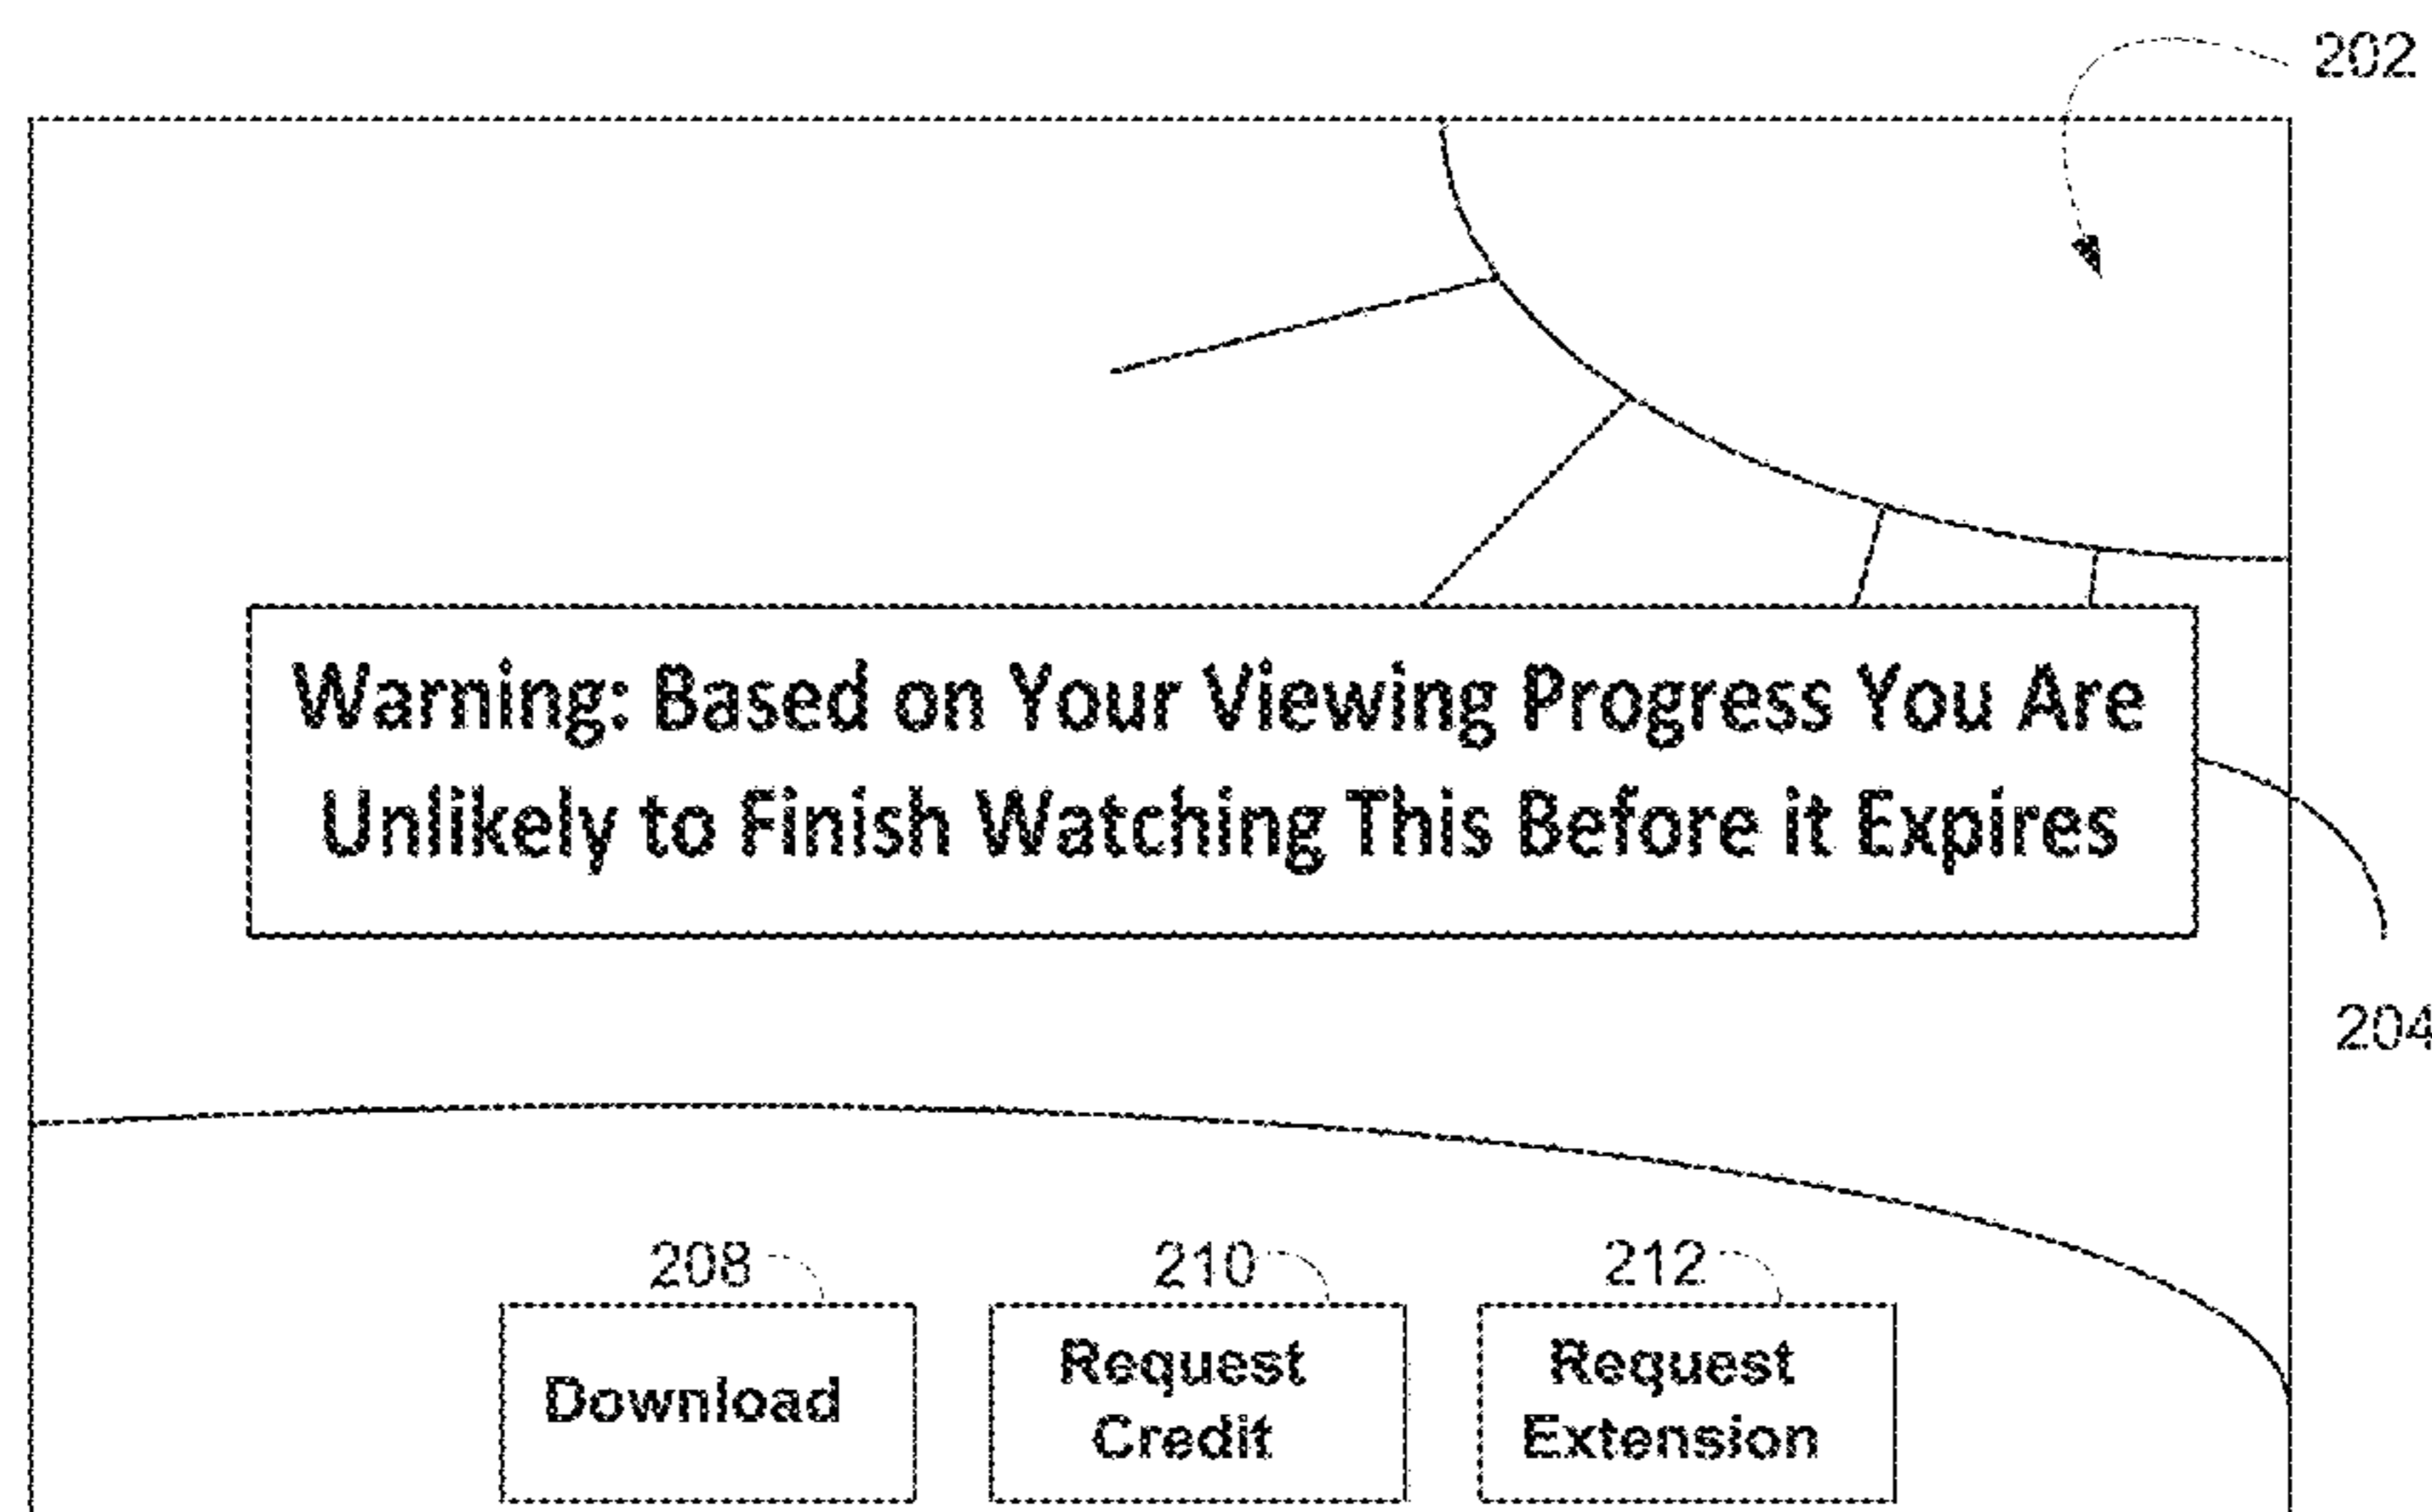 202
Warning: Based on Your Viewing Progress You Are
Unlikely to Finish Watching This Before it Expires
204
208
210
212
Download
Request
Credit
Request
Extension